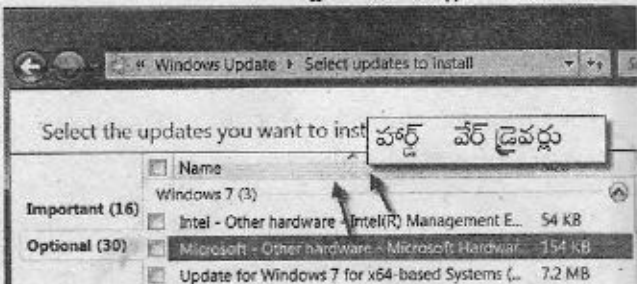 « Windows Update ▸ Select updates to install
Select the updates you want to inst
హార్డ్ వేర్ డ్రైవర్లు
Name
Windows 7 (3)
Important (16)
Intel - Other hardware - Intel(R) Management E... 54 KB
Optional (30)
Microsoft - Other hardware - Microsoft Hardwar... 154 KB
Update for Windows 7 for x64-based Systems (... 7.2 MB